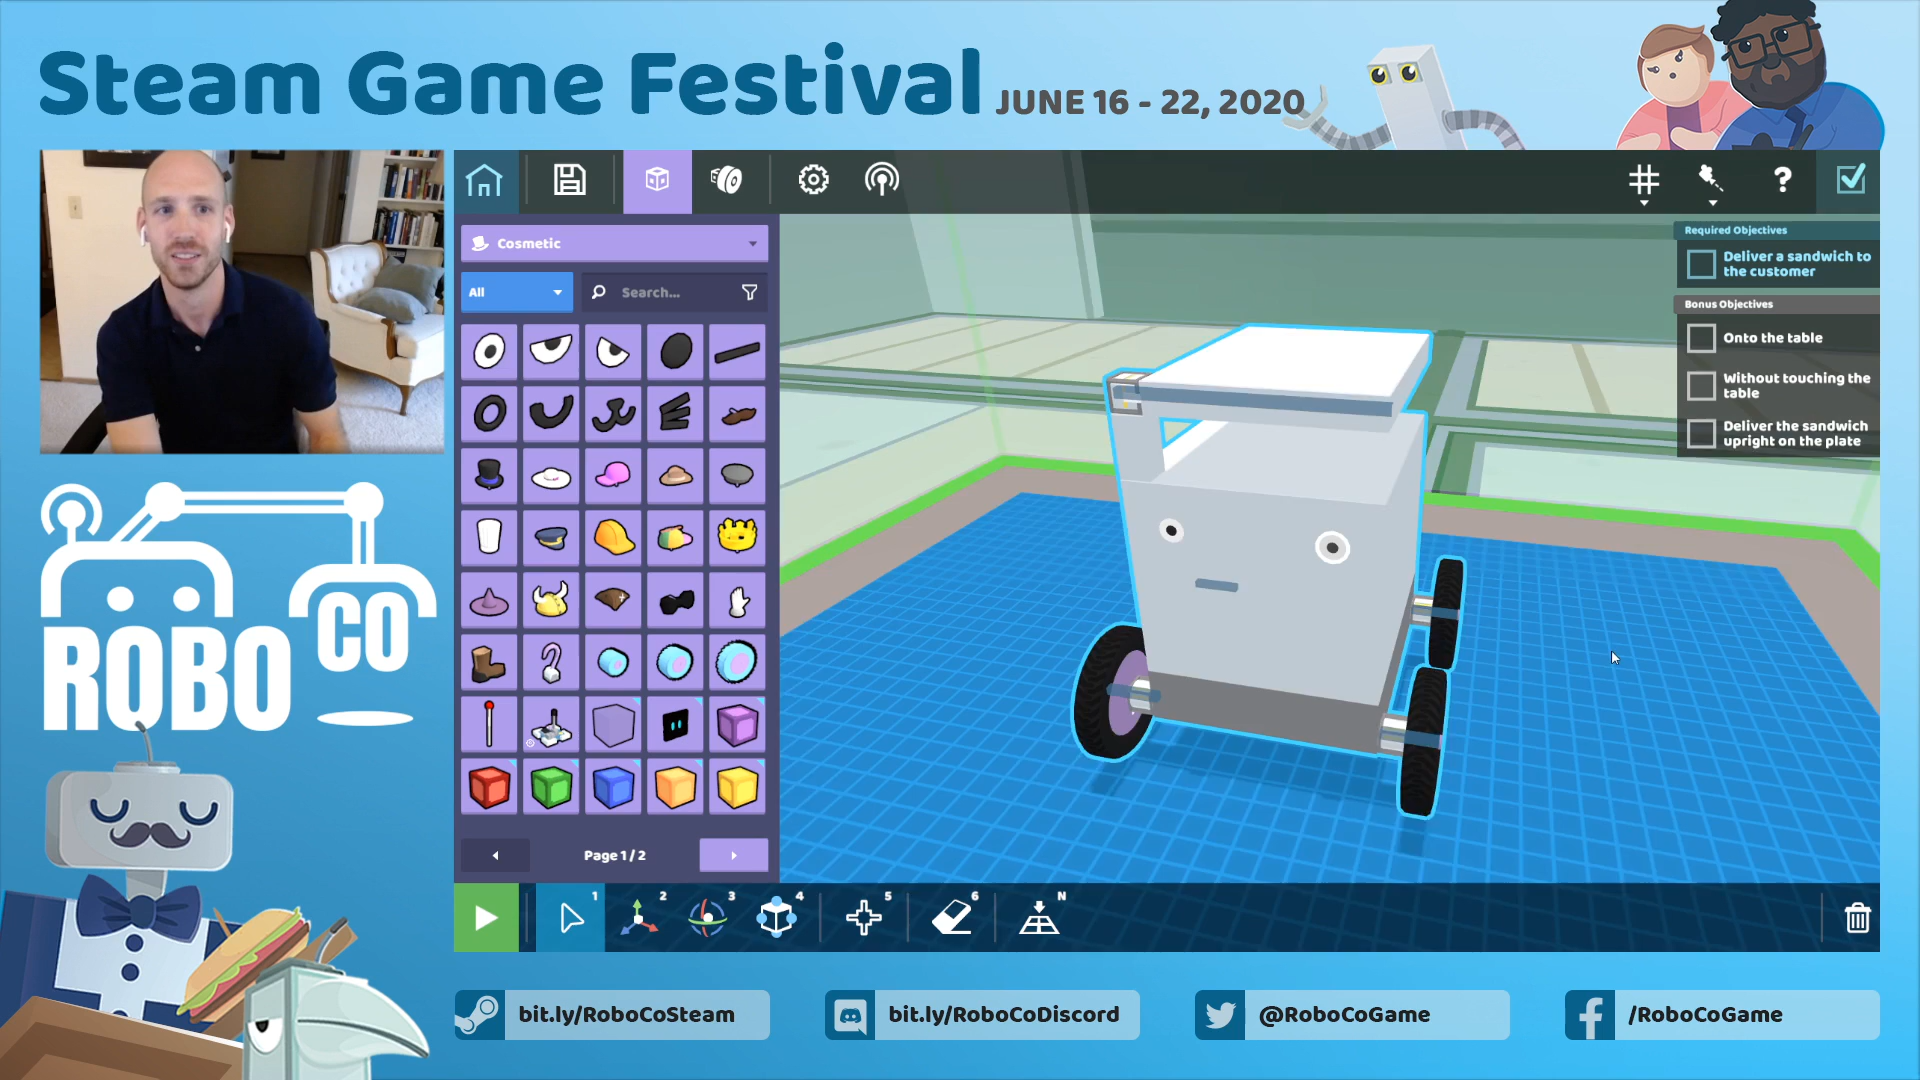 Steam Game Festival JUNE 16 - 22, 2020
Cosmetic
All
Search...
Page 1 / 2
Required Objectives
Deliver a sandwich to
the customer
Bonus Objectives
Onto the table
Without touching the
table
Deliver the sandwich
upright on the plate
1
2
3
4
5
6
N
ROBO
CO
bit.ly/RoboCoSteam
bit.ly/RoboCoDiscord
@RoboCoGame
/RoboCoGame